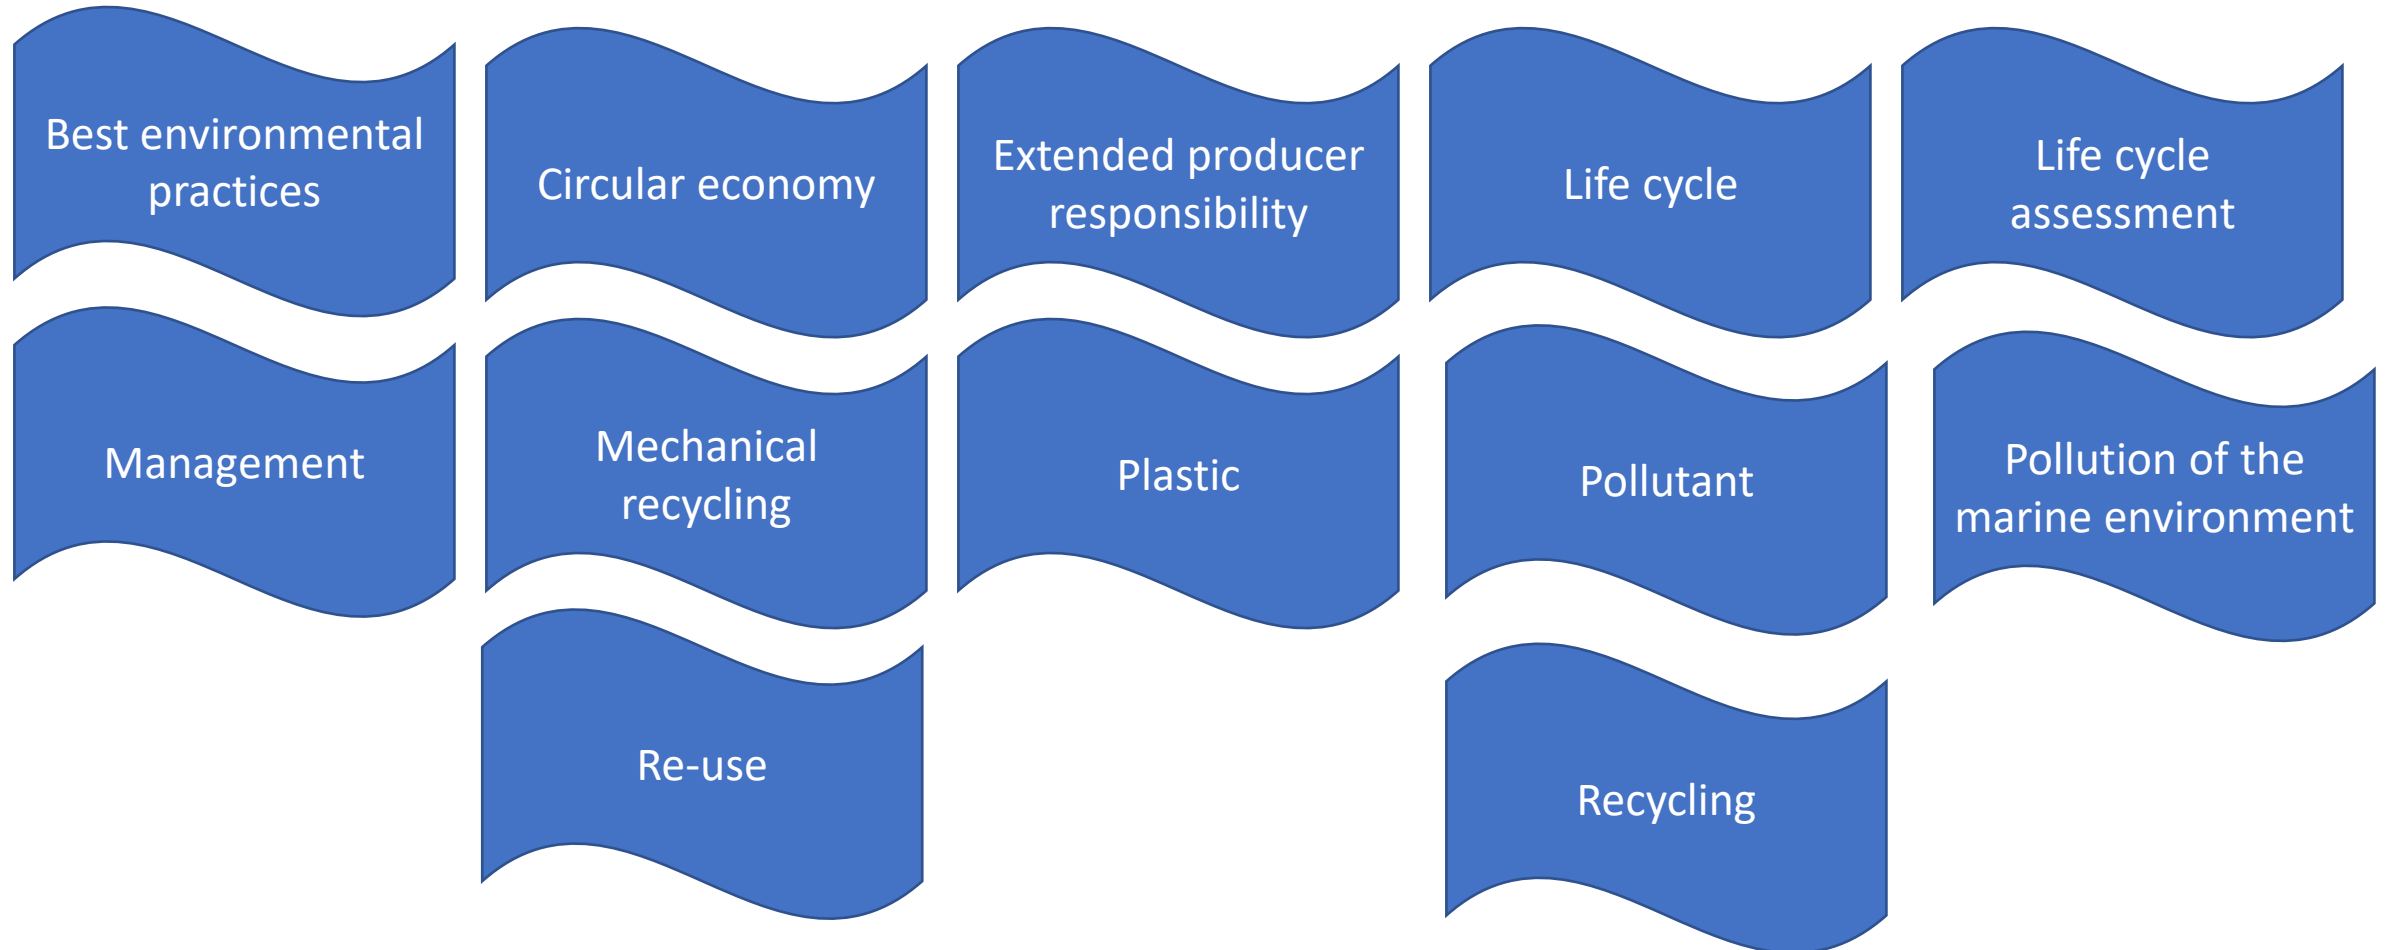 Best environmental
practices
Circular economy
Extended producer
responsibility
Life cycle
Life cycle
assessment
Management
Mechanical
recycling
Plastic
Pollutant
Pollution of the
marine environment
Re-use
Recycling